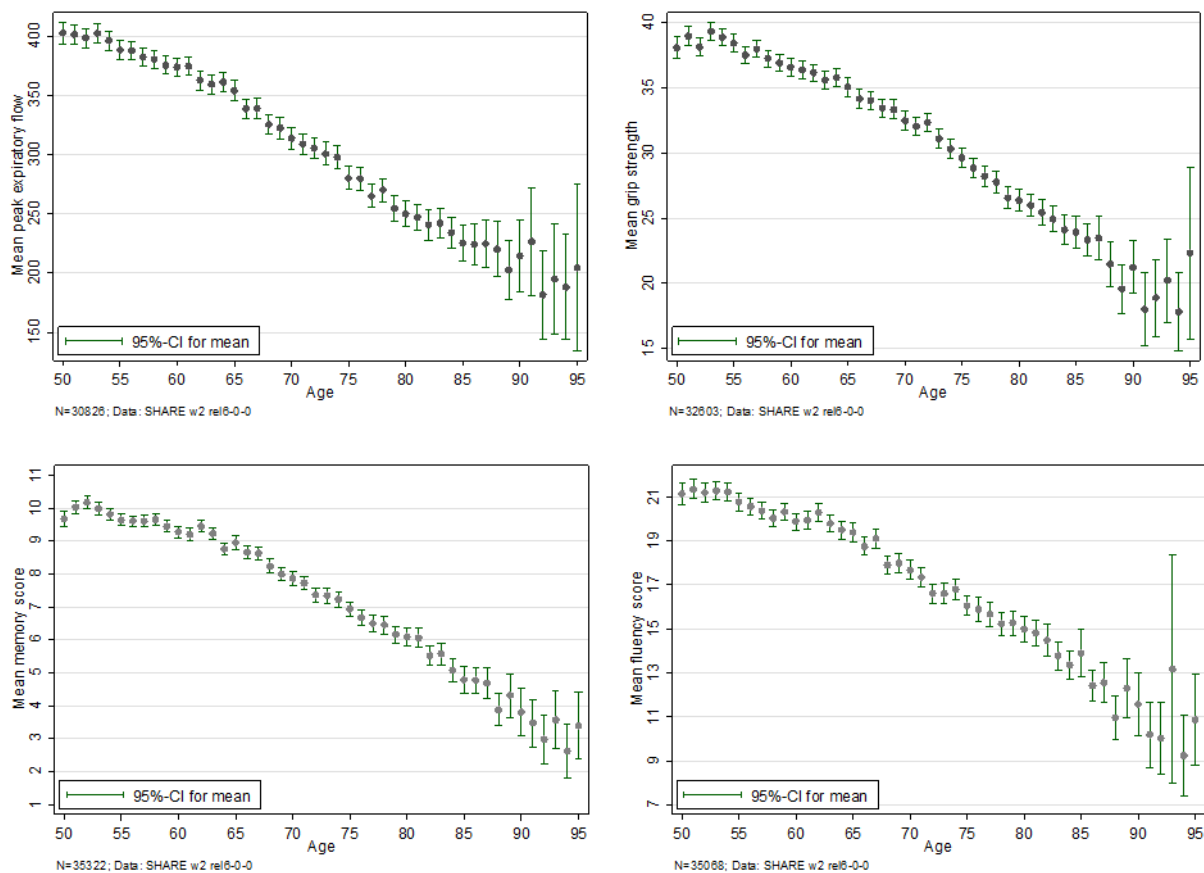 Mean peak expiratory flow
400
350
300
250
200
150
95%-CI for mean
50 55 60 65 70 75 80 85 90 95
Age
N=30826; Data: SHARE w2 rel6-0-0
Mean grip strength
40
35
30
25
20
15
95%-CI for mean
50 55 60 65 70 75 80 85 90 95
Age
N=32603; Data: SHARE w2 rel6-0-0
Mean memory score
11
10
9
8
7
6
5
4
3
2
1
95%-CI for mean
50 55 60 65 70 75 80 85 90 95
Age
N=35322; Data: SHARE w2 rel6-0-0
Mean fluency score
21
19
17
15
13
11
9
7
95%-CI for mean
50 55 60 65 70 75 80 85 90 95
Age
N=35068; Data: SHARE w2 rel6-0-0